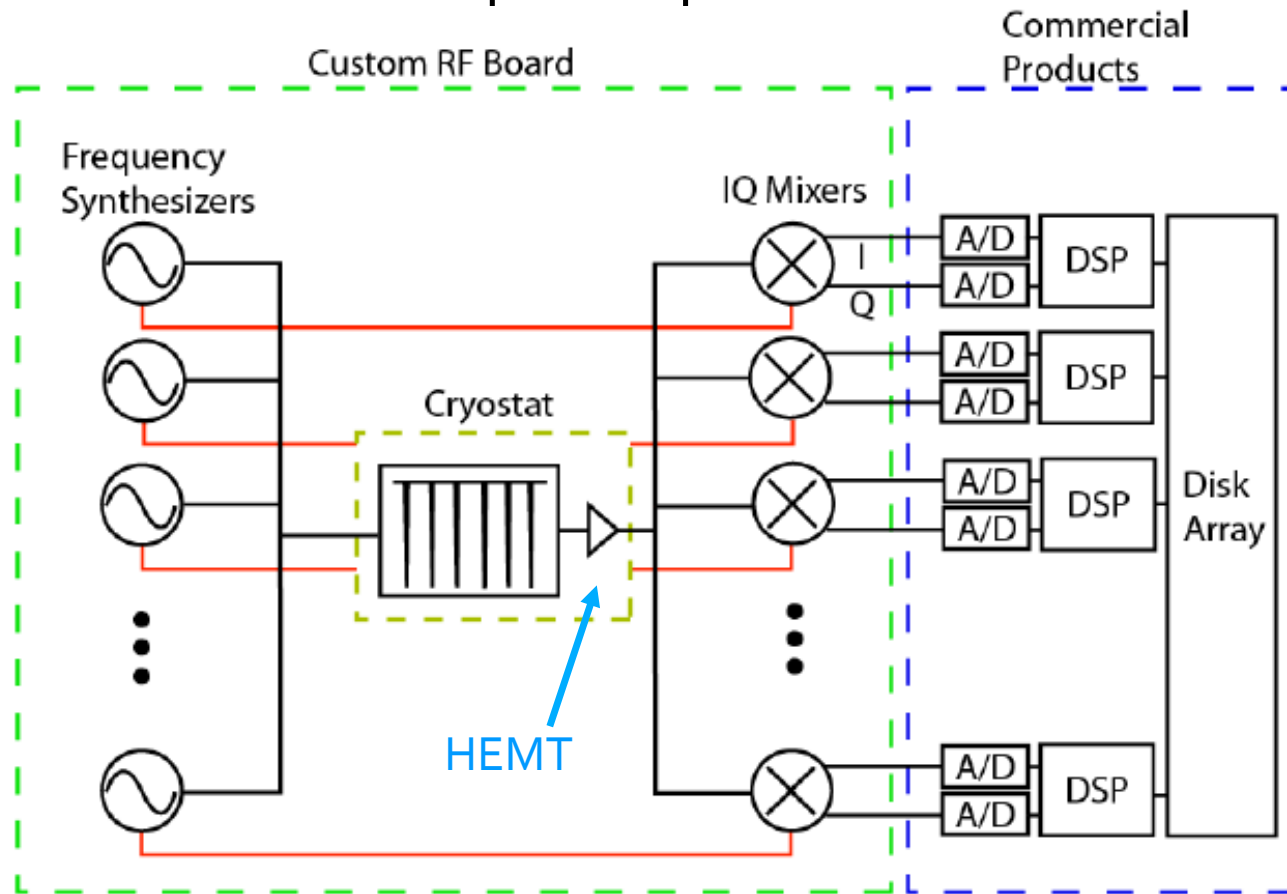 Custom RF Board
Commercial
Products
Frequency
Synthesizers
IQ Mixers
I
Q
A/D
A/D
DSP
A/D
A/D
DSP
Cryostat
A/D
A/D
DSP
Disk
Array
HEMT
A/D
A/D
DSP